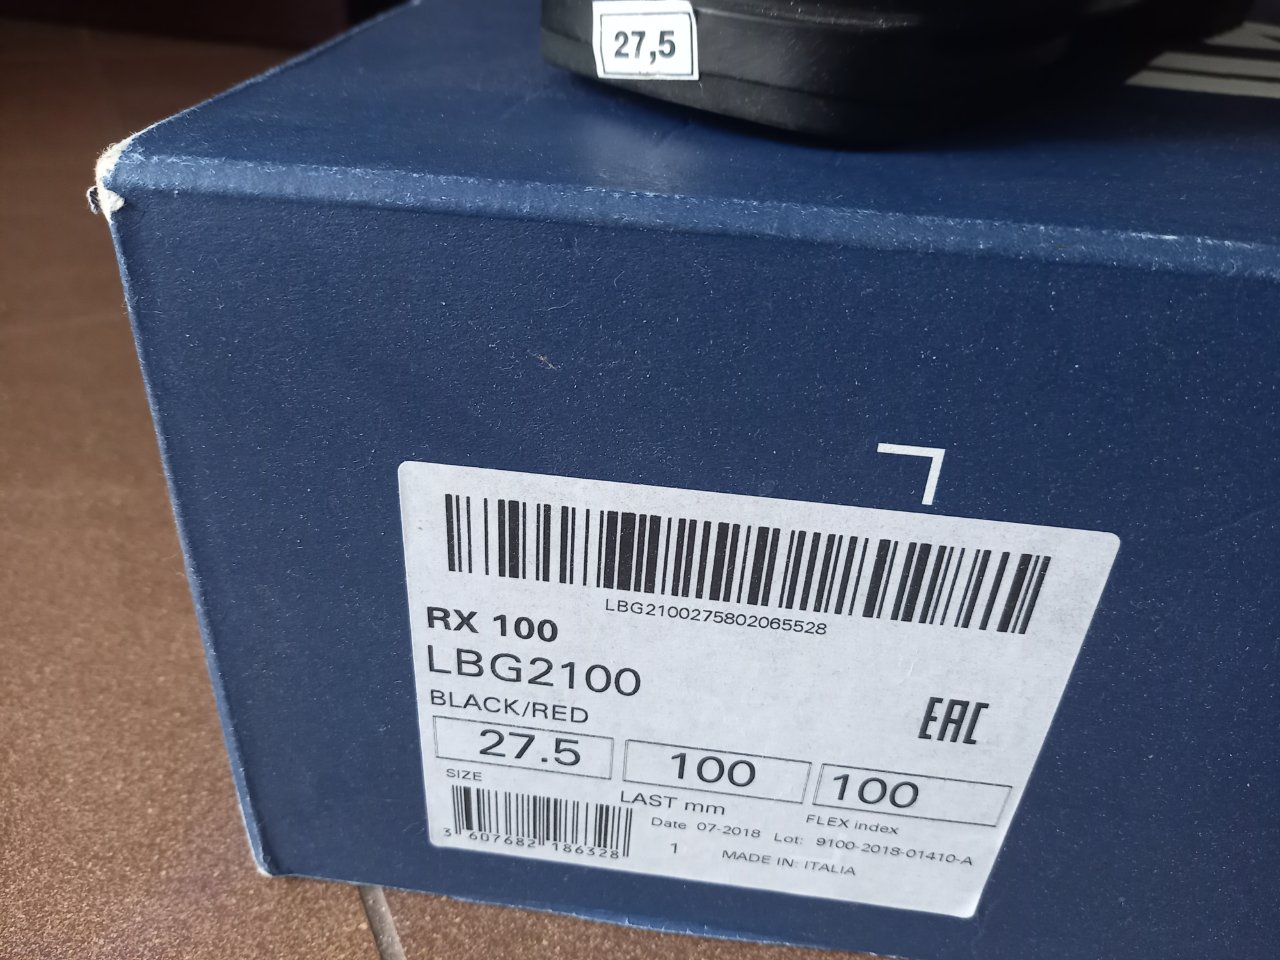 27,5
LBG2100275802065528
RX 100
LBG2100
BLACK/RED
EAC
27.5
100
100
SIZE
LAST mm
FLEX index
Date 07-2018 Lot: 9100-2018-01410-A
3 607682 186328
1
MADE IN: ITALIA